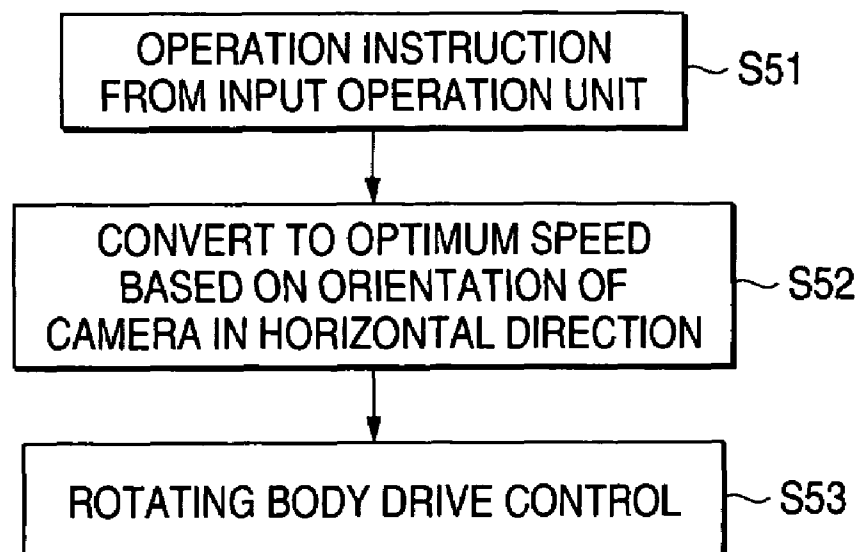 OPERATION INSTRUCTION
FROM INPUT OPERATION UNIT
S51
CONVERT TO OPTIMUM SPEED
BASED ON ORIENTATION OF
CAMERA IN HORIZONTAL DIRECTION
S52
ROTATING BODY DRIVE CONTROL
S53